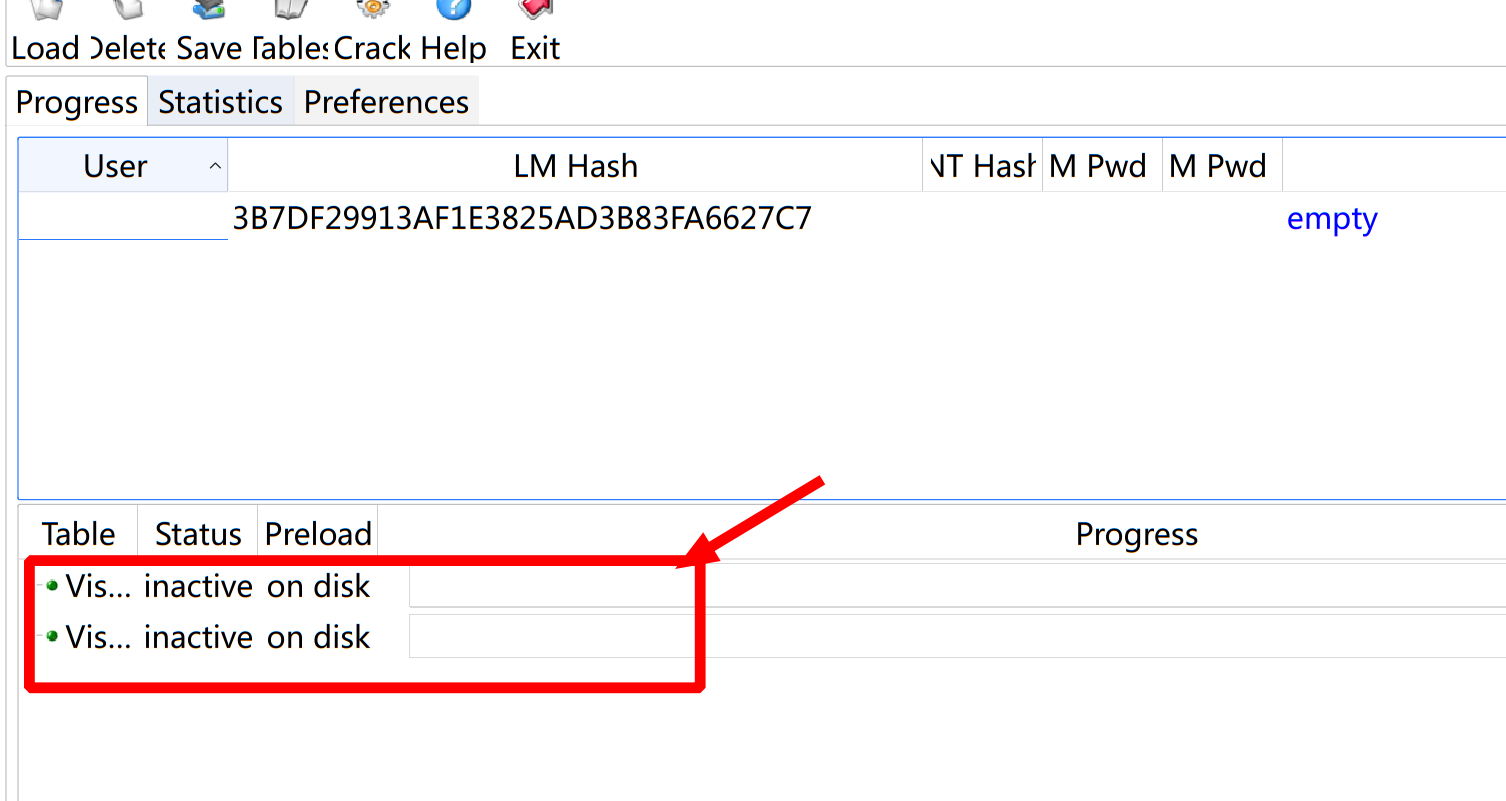 Load Delete Save Tables Crack Help Exit
Progress Statistics Preferences
User LM Hash NT Hash M Pwd M Pwd
3B7DF29913AF1E3825AD3B83FA6627C7 empty
Table Status Preload Progress
Vis... inactive on disk
Vis... inactive on disk